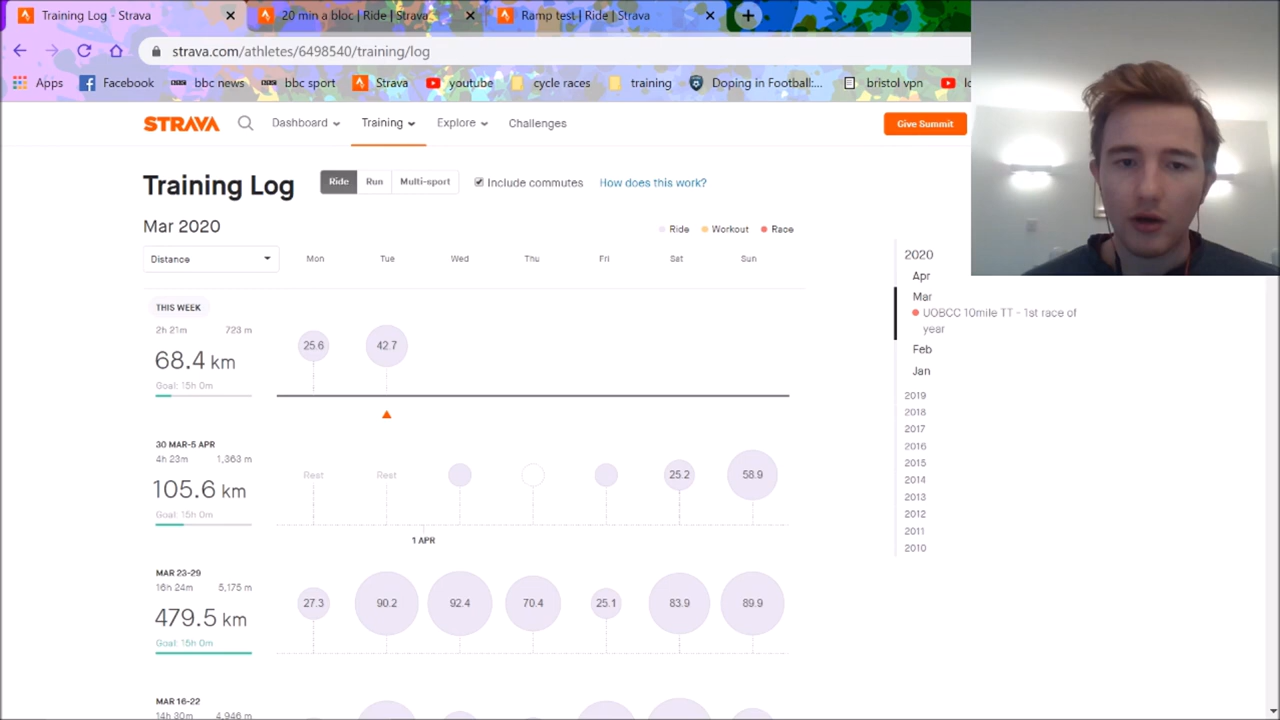 Training Log - Strava
20 min a bloc | Ride | Strava
Ramp test | Ride | Strava
strava.com/athletes/6498540/training/log
Apps Facebook bbc news bbc sport Strava youtube cycle races training Doping in Football:... bristol vpn
STRAVA Dashboard Training Explore Challenges Give Summit
Training Log Ride Run Multi-sport Include commutes How does this work?
Mar 2020
Ride Workout Race
Distance Mon Tue Wed Thu Fri Sat Sun
THIS WEEK
2h 21m 723 m
68.4 km
Goal: 15h 0m
25.6 42.7
30 MAR-5 APR
4h 23m 1,363 m
105.6 km
Goal: 15h 0m
Rest Rest 25.2 58.9
1 APR
MAR 23-29
16h 24m 5,175 m
479.5 km
Goal: 15h 0m
27.3 90.2 92.4 70.4 25.1 83.9 89.9
MAR 16-22
14h 30m 4,946 m
2020
Apr
Mar
UOBCC 10mile TT - 1st race of
year
Feb
Jan
2019
2018
2017
2016
2015
2014
2013
2012
2011
2010